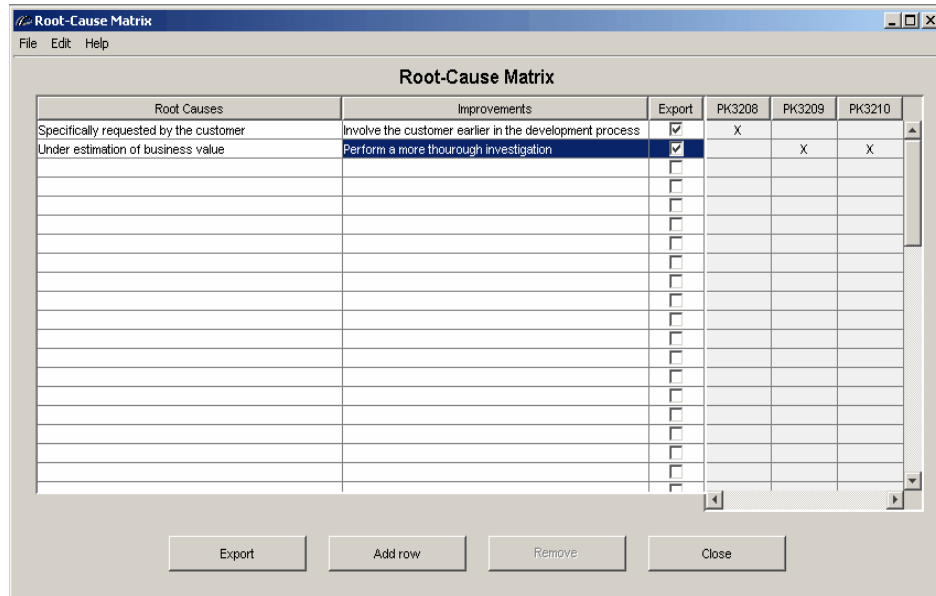 Root-Cause Matrix
File Edit Help
Root-Cause Matrix
Root Causes Improvements Export PK3208 PK3209 PK3210
Specifically requested by the customer Involve the customer earlier in the development process X
Under estimation of business value Perform a more thourough investigation X X
Export Add row Remove Close